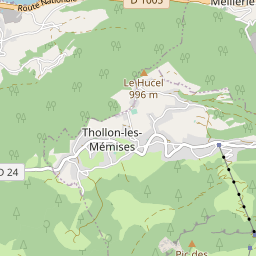 D 1005
Route Nationale
Meillerie
Le Hucel
996 m
Thollon-les-
Mémises
D 24
Pic des